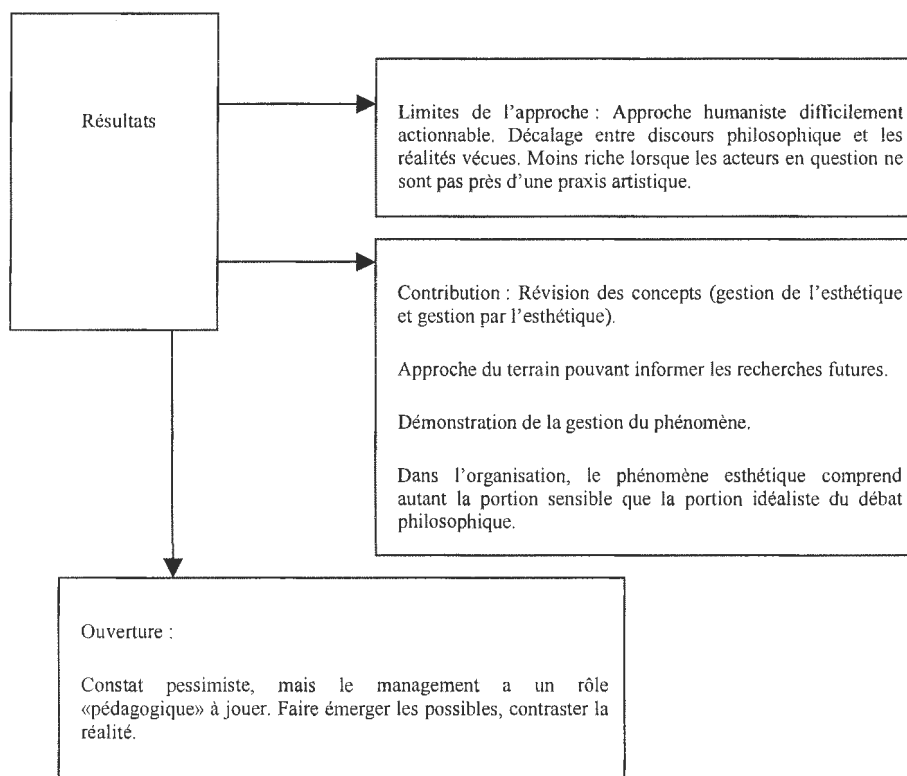 Résultats
Limites de l’approche : Approche humaniste difficilement
actionnable. Décalage entre discours philosophique et les
réalités vécues. Moins riche lorsque les acteurs en question ne
sont pas près d’une praxis artistique.
Contribution : Révision des concepts (gestion de l’esthétique
et gestion par l’esthétique).
Approche du terrain pouvant informer les recherches futures.
Démonstration de la gestion du phénomène.
Dans l’organisation, le phénomène esthétique comprend
autant la portion sensible que la portion idéaliste du débat
philosophique.
Ouverture :
Constat pessimiste, mais le management a un rôle
«pédagogique» à jouer. Faire émerger les possibles, contraster la
réalité.